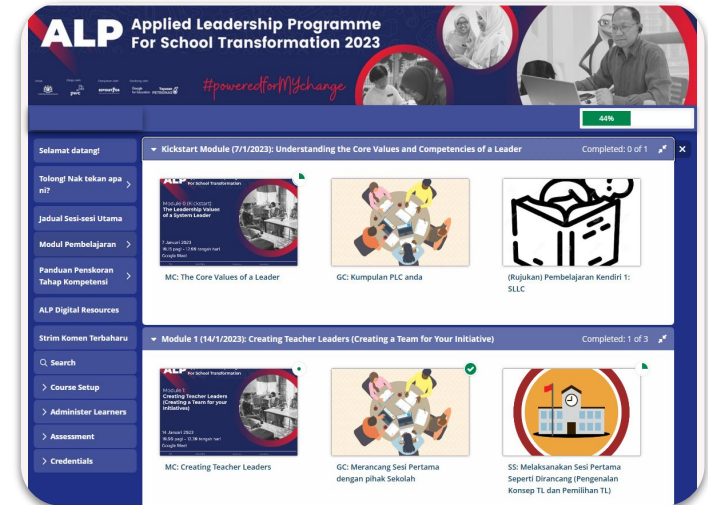 ALP
Applied Leadership Programme
For School Transformation 2023
pwc
#poweredforMYchange
44%
Selamat datang!
Tolong! Nak tekan apa
ni?
Jadual Sesi-sesi Utama
Modul Pembelajaran
Panduan Penskoran
Tahap Kompetensi
ALP Digital Resources
Strim Komen Terbaharu
Search
Course Setup
Administer Learners
Assessment
Credentials
Kickstart Module (7/1/2023): Understanding the Core Values and Competencies of a Leader
Completed: 0 of 1
For School Transformation
Module 0 (Kickstart):
The Leadership Values
of a System Leader
7 Januari 2023
Google Meet
MC: The Core Values of a Leader
GC: Kumpulan PLC anda
(Rujukan) Pembelajaran Kendiri 1:
SLLC
Module 1 (14/1/2023): Creating Teacher Leaders (Creating a Team for Your Initiative)
Completed: 1 of 3
For School Transformation
Module 1
Creating Teacher Leaders
(Creating a Team for your
Initiatives)
14 Januari 2023
Google Meet
MC: Creating Teacher Leaders
GC: Merancang Sesi Pertama
dengan pihak Sekolah
SS: Melaksanakan Sesi Pertama
Seperti Dirancang (Pengenalan
Konsep TL dan Pemilihan TL)